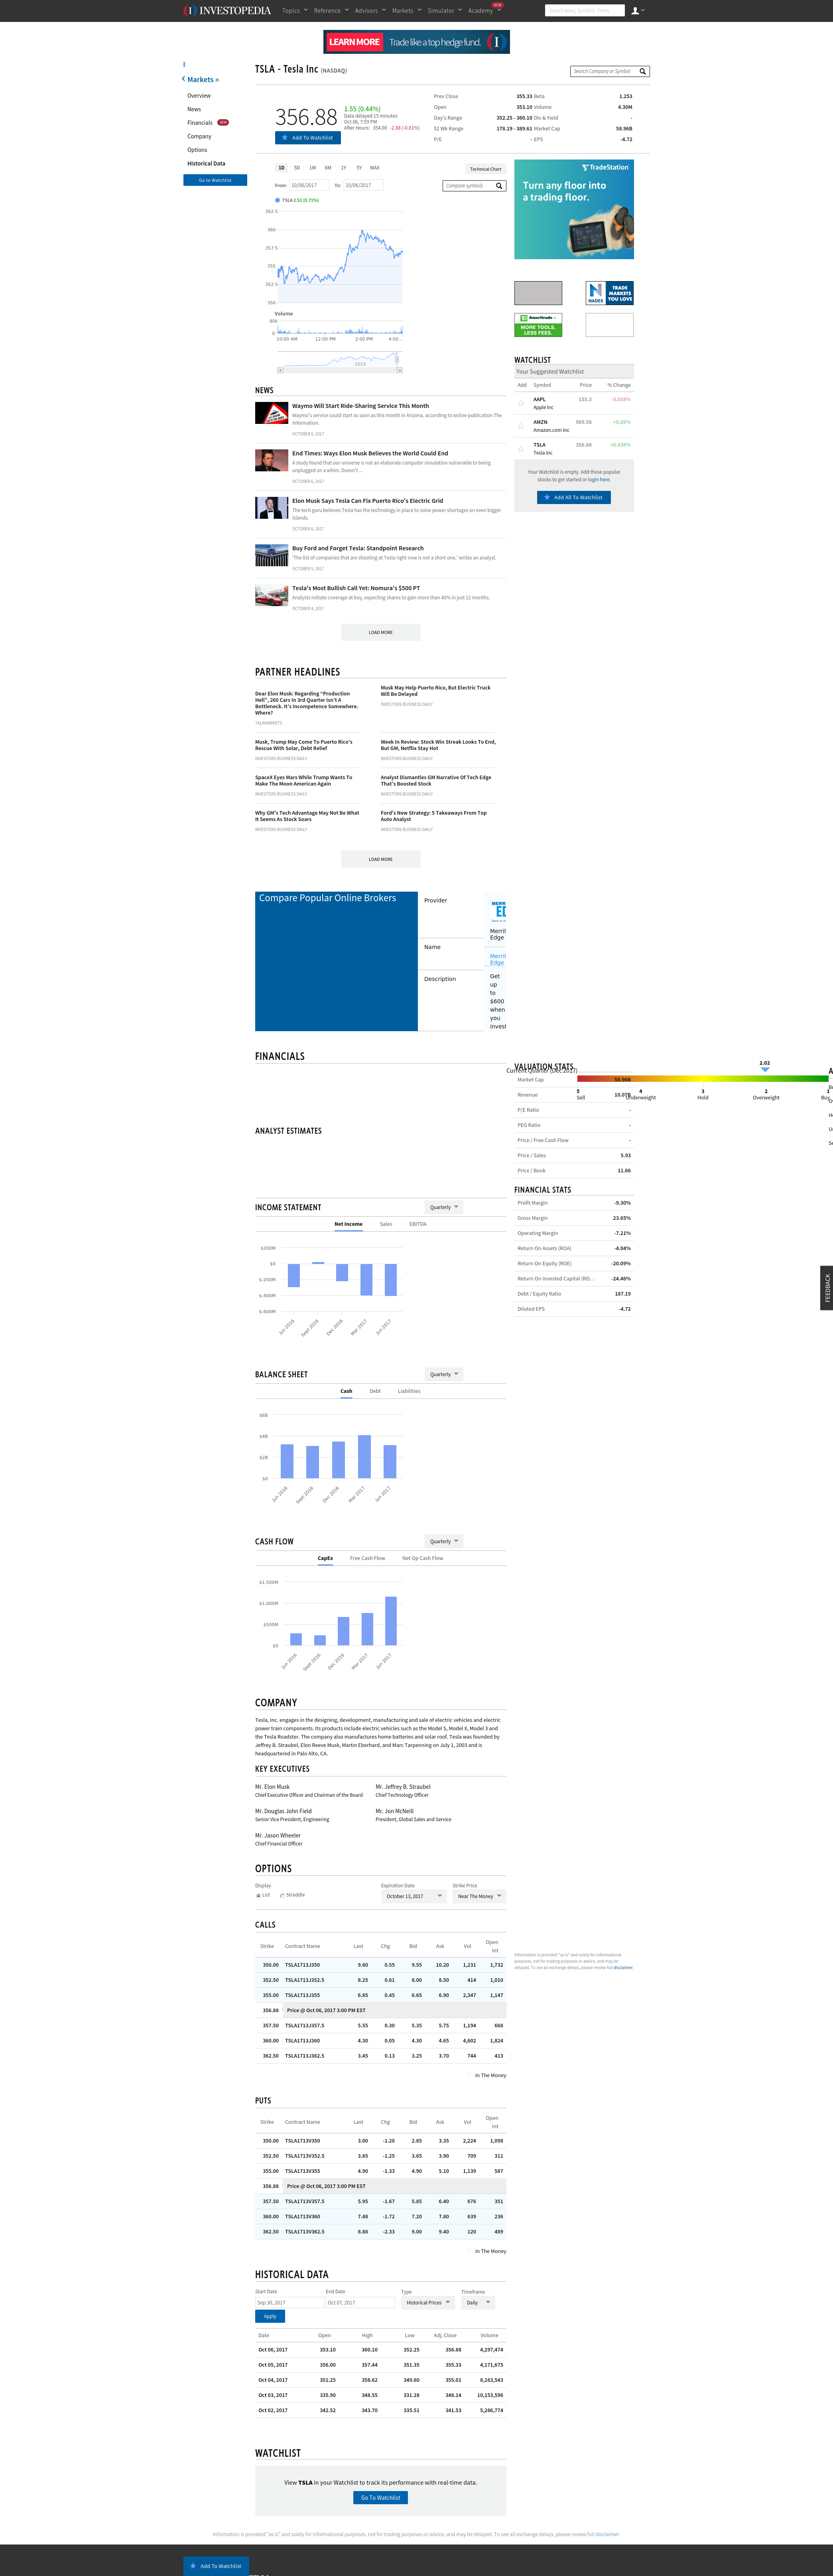 INVESTOPEDIA
Topics Reference Advisors Markets Simulator Academy NEW
Search News, Symbols, Terms
LEARN MORE Trade like a top hedge fund.
Markets
Overview
News
Financials NEW
Company
Options
Historical Data
Go to Watchlist
TSLA - Tesla Inc (NASDAQ)
Search Company or Symbol
356.88
1.55 (0.44%)
Data delayed 15 minutes
Oct 06, 7:59 PM
After Hours: 354.00 -2.88 (-0.81%)
Add To Watchlist
Prev Close 355.33 Beta 1.253
Open 353.10 Volume 4.30M
Day's Range 352.25 - 360.10 Div & Yield -
52 Wk Range 178.19 - 389.61 Market Cap 58.96B
P/E - EPS -4.72
1D 5D 1M 6M 1Y 5Y MAX
Technical Chart
From: 10/06/2017 To: 10/06/2017
Compare symbols
TSLA 2.51 (0.71%)
362.5
360
357.5
355
352.5
350
Volume
80k
0
10:00 AM 12:00 PM 2:00 PM 4:00...
2015
TradeStation
Turn any floor into
a trading floor.
NADEX TRADE MARKETS YOU LOVE
Ameritrade
MORE TOOLS.
LESS FEES.
WATCHLIST
Your Suggested Watchlist
Add Symbol Price % Change
AAPL 155.3 -0.058%
Apple Inc
AMZN 989.58 +0.89%
Amazon.com Inc
TSLA 356.88 +0.436%
Tesla Inc
Your Watchlist is empty. Add these popular
stocks to get started or login here.
Add All To Watchlist
NEWS
Waymo Will Start Ride-Sharing Service This Month
Waymo's service could start as soon as this month in Arizona, according to online publication The
Information.
OCTOBER 6, 2017
End Times: Ways Elon Musk Believes the World Could End
A study found that our universe is not an elaborate computer simulation vulnerable to being
unplugged on a whim. Doesn't ...
OCTOBER 6, 2017
Elon Musk Says Tesla Can Fix Puerto Rico's Electric Grid
The tech guru believes Tesla has the technology in place to solve power shortages on even bigger
islands.
OCTOBER 6, 2017
Buy Ford and Forget Tesla: Standpoint Research
'The list of companies that are shooting at Tesla right now is not a short one,' writes an analyst.
OCTOBER 5, 2017
Tesla's Most Bullish Call Yet: Nomura's $500 PT
Analysts initiate coverage at buy, expecting shares to gain more than 40% in just 12 months.
OCTOBER 4, 2017
LOAD MORE
PARTNER HEADLINES
Dear Elon Musk: Regarding "Production
Hell", 260 Cars In 3rd Quarter Isn't A
Bottleneck. It's Incompetence Somewhere.
Where?
TALKMARKETS
Musk May Help Puerto Rico, But Electric Truck
Will Be Delayed
INVESTORS BUSINESS DAILY
Musk, Trump May Come To Puerto Rico's
Rescue With Solar, Debt Relief
INVESTORS BUSINESS DAILY
Week In Review: Stock Win Streak Looks To End,
But GM, Netflix Stay Hot
INVESTORS BUSINESS DAILY
SpaceX Eyes Mars While Trump Wants To
Make The Moon American Again
INVESTORS BUSINESS DAILY
Analyst Dismantles GM Narrative Of Tech Edge
That's Boosted Stock
INVESTORS BUSINESS DAILY
Why GM's Tech Advantage May Not Be What
It Seems As Stock Soars
INVESTORS BUSINESS DAILY
Ford's New Strategy: 5 Takeaways From Top
Auto Analyst
INVESTORS BUSINESS DAILY
LOAD MORE
Compare Popular Online Brokers
Provider
Merril
Edge
Name
Merril
Edge
Description
Get
up
to
$600
when
you
invest
FINANCIALS
ANALYST ESTIMATES
Current Quarter (Dec 2017)
2.02
5 4 3 2 1
Sell Underweight Hold Overweight Buy
VALUATION STATS
Market Cap 58.96B
Revenue 10.07B
P/E Ratio -
PEG Ratio -
Price / Free Cash Flow -
Price / Sales 5.93
Price / Book 11.66
FINANCIAL STATS
Profit Margin -9.30%
Gross Margin 23.65%
Operating Margin -7.21%
Return On Assets (ROA) -4.04%
Return On Equity (ROE) -20.09%
Return On Invested Capital (RO... -24.46%
Debt / Equity Ratio 187.19
Diluted EPS -4.72
FEEDBACK
INCOME STATEMENT Quarterly
Net Income Sales EBITDA
$200M
$0
$-200M
$-400M
$-600M
Jun 2016 Sept 2016 Dec 2016 Mar 2017 Jun 2017
BALANCE SHEET Quarterly
Cash Debt Liabilities
$6B
$4B
$2B
$0
Jun 2016 Sept 2016 Dec 2016 Mar 2017 Jun 2017
CASH FLOW Quarterly
CapEx Free Cash Flow Net Op Cash Flow
$1,500M
$1,000M
$500M
$0
Jun 2016 Sept 2016 Dec 2016 Mar 2017 Jun 2017
COMPANY
Tesla, Inc. engages in the designing, development, manufacturing and sale of electric vehicles and electric
power train components. Its products include electric vehicles such as the Model S, Model X, Model 3 and
the Tesla Roadster. The company also manufactures home batteries and solar roof. Tesla was founded by
Jeffrey B. Straubel, Elon Reeve Musk, Martin Eberhard, and Marc Tarpenning on July 1, 2003 and is
headquartered in Palo Alto, CA.
KEY EXECUTIVES
Mr. Elon Musk
Chief Executive Officer and Chairman of the Board
Mr. Jeffrey B. Straubel
Chief Technology Officer
Mr. Douglas John Field
Senior Vice President, Engineering
Mr. Jon McNeill
President, Global Sales and Service
Mr. Jason Wheeler
Chief Financial Officer
OPTIONS
Display
List Straddle
Expiration Date
October 13, 2017
Strike Price
Near The Money
CALLS
Strike Contract Name Last Chg Bid Ask Vol Open Int
350.00 TSLA1713J350 9.80 0.55 9.55 10.20 1,231 1,732
352.50 TSLA1713J352.5 8.25 0.61 8.00 8.50 414 1,010
355.00 TSLA1713J355 6.85 0.45 6.65 6.90 2,347 1,147
356.88 Price @ Oct 06, 2017 3:00 PM EST
357.50 TSLA1713J357.5 5.55 0.30 5.35 5.75 1,194 668
360.00 TSLA1713J360 4.30 0.05 4.30 4.65 4,602 1,824
362.50 TSLA1713J362.5 3.45 0.13 3.25 3.70 744 413
In The Money
Information is provided "as is" and solely for informational
purposes, not for trading purposes or advice, and may be
delayed. To see all exchange delays, please review full disclaimer.
PUTS
Strike Contract Name Last Chg Bid Ask Vol Open Int
350.00 TSLA1713V350 3.00 -1.20 2.85 3.35 2,224 1,098
352.50 TSLA1713V352.5 3.85 -1.25 3.65 3.90 709 311
355.00 TSLA1713V355 4.90 -1.33 4.90 5.10 1,139 567
356.88 Price @ Oct 06, 2017 3:00 PM EST
357.50 TSLA1713V357.5 5.95 -1.67 5.85 6.40 676 351
360.00 TSLA1713V360 7.48 -1.72 7.20 7.80 639 236
362.50 TSLA1713V362.5 8.88 -2.33 9.00 9.40 120 489
In The Money
HISTORICAL DATA
Start Date End Date Type Timeframe
Sep 30, 2017 Oct 07, 2017 Historical Prices Daily
Apply
Date Open High Low Adj. Close Volume
Oct 06, 2017 353.10 360.10 352.25 356.88 4,297,474
Oct 05, 2017 356.00 357.44 351.35 355.33 4,171,675
Oct 04, 2017 351.25 358.62 349.60 355.01 8,163,543
Oct 03, 2017 335.90 348.55 331.28 348.14 10,153,596
Oct 02, 2017 342.52 343.70 335.51 341.53 5,286,774
WATCHLIST
View TSLA in your Watchlist to track its performance with real-time data.
Go To Watchlist
Information is provided "as is" and solely for informational purposes, not for trading purposes or advice, and may be delayed. To see all exchange delays, please review full disclaimer.
Add To Watchlist